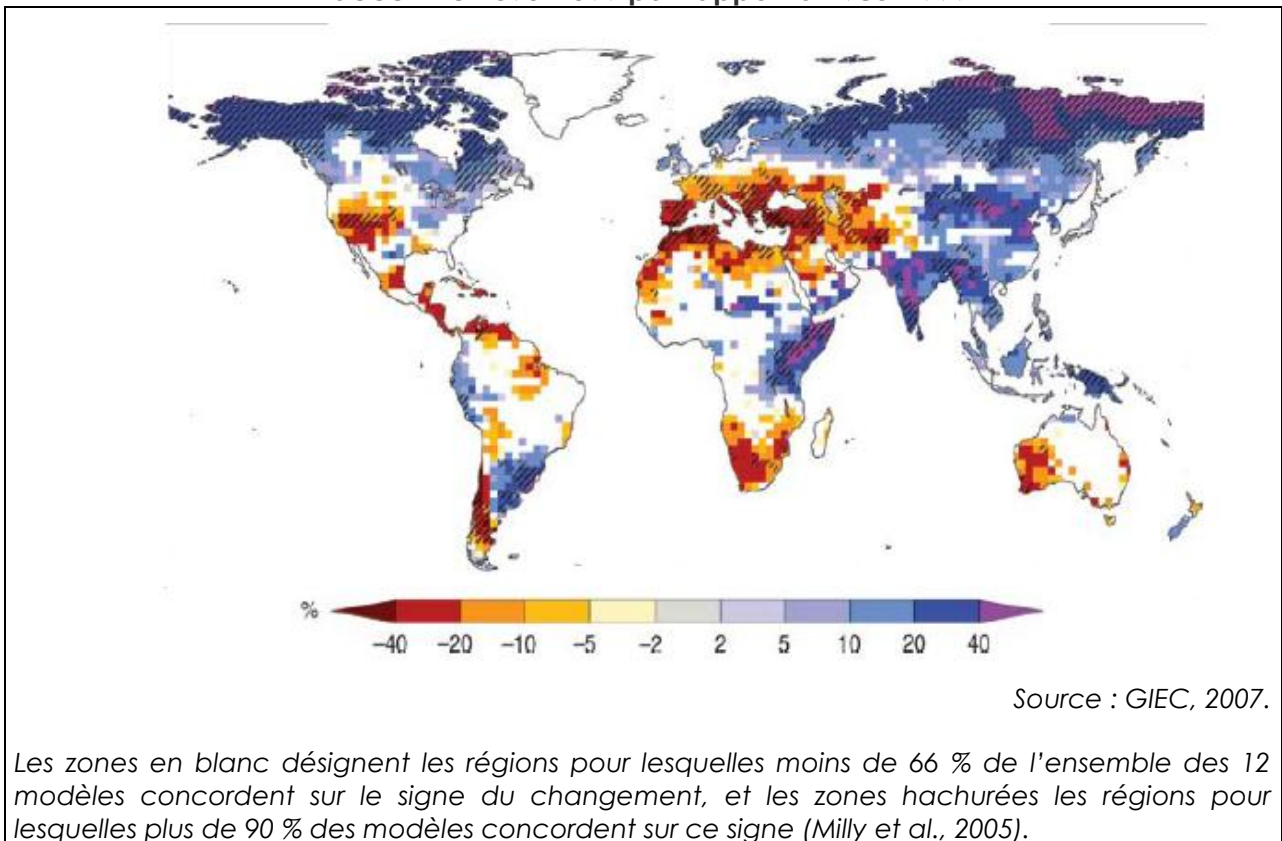 %
−40 −20 −10 −5 −2 2 5 10 20 40
Source : GIEC, 2007.
Les zones en blanc désignent les régions pour lesquelles moins de 66 % de l’ensemble des 12
modèles concordent sur le signe du changement, et les zones hachurées les régions pour
lesquelles plus de 90 % des modèles concordent sur ce signe (Milly et al., 2005).